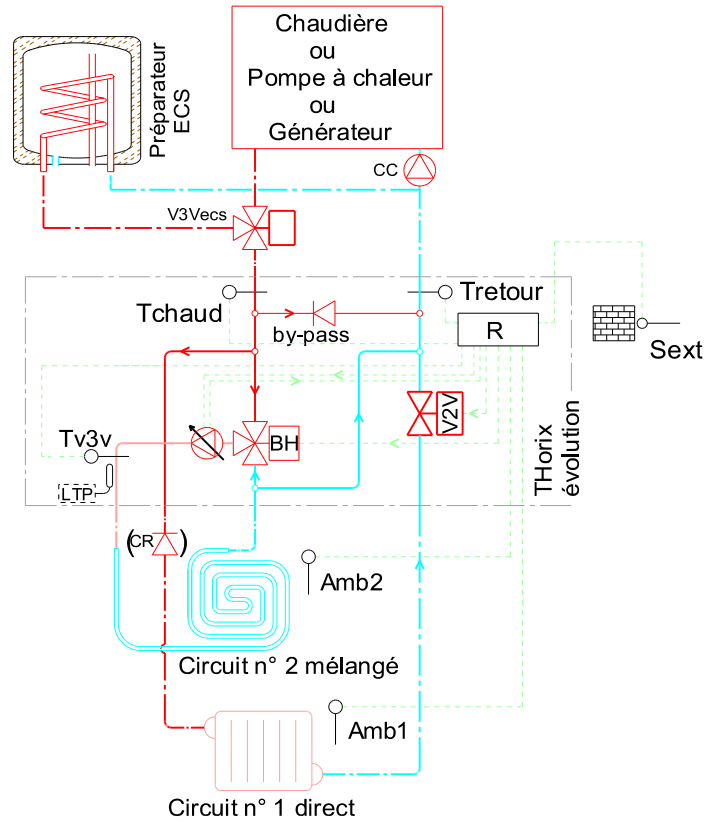 Chaudière
ou
Pompe à chaleur
ou
Générateur
Préparateur
ECS
CC
V3Vecs
Tchaud
Tretour
by-pass
R
Sext
Tv3v
BH
V2V
LTP
THorix
évolution
(CR)
Amb2
Circuit n° 2 mélangé
Amb1
Circuit n° 1 direct